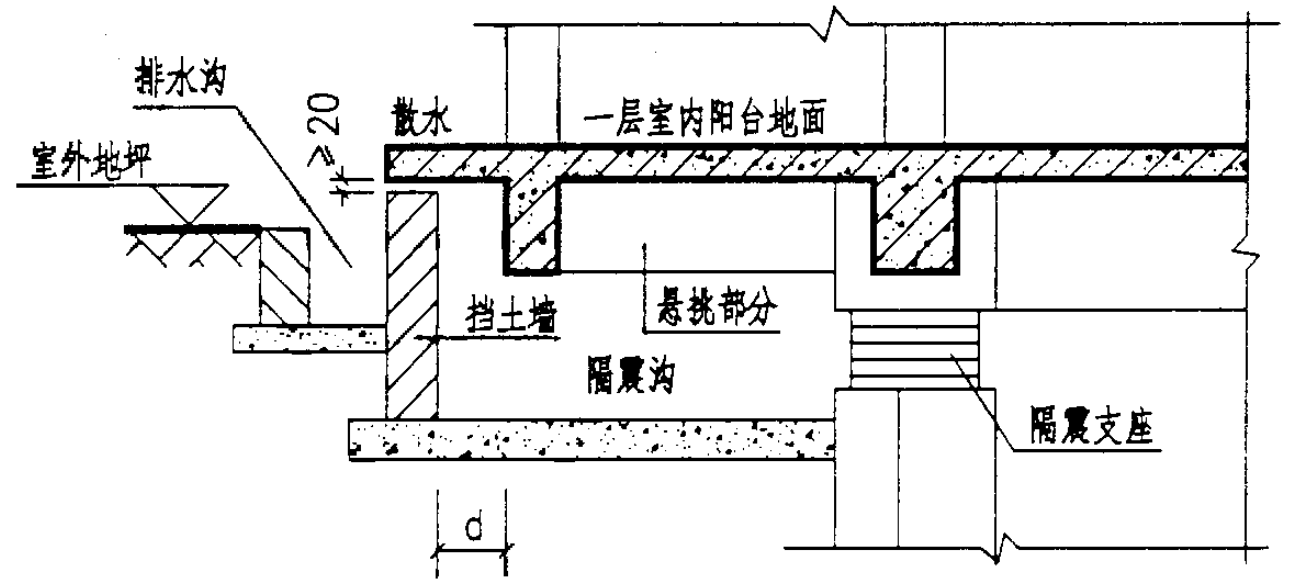 排水沟
≥20
散水
一层室内阳台地面
室外地坪
挡土墙
悬挑部分
隔震沟
隔震支座
d